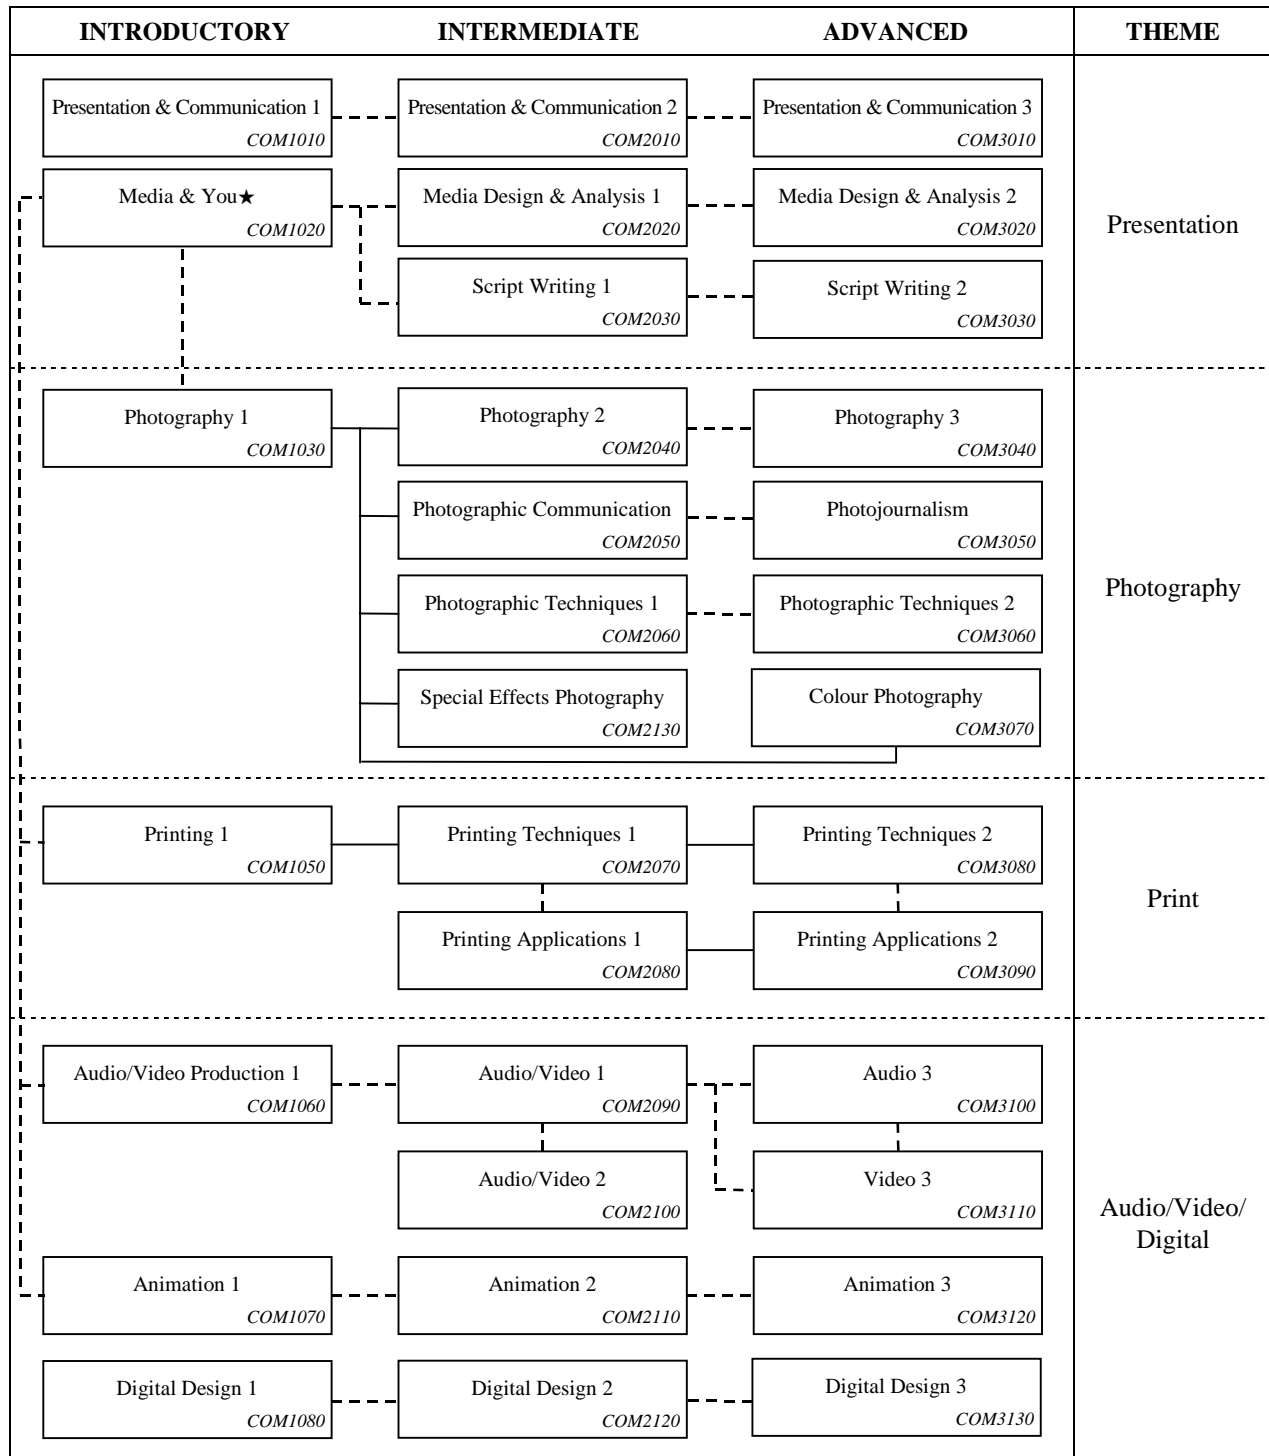 INTRODUCTORY INTERMEDIATE ADVANCED THEME
Presentation & Communication 1
COM1010
Presentation & Communication 2
COM2010
Presentation & Communication 3
COM3010
Media & You★
COM1020
Media Design & Analysis 1
COM2020
Media Design & Analysis 2
COM3020
Script Writing 1
COM2030
Script Writing 2
COM3030
Presentation
Photography 1
COM1030
Photography 2
COM2040
Photography 3
COM3040
Photographic Communication
COM2050
Photojournalism
COM3050
Photographic Techniques 1
COM2060
Photographic Techniques 2
COM3060
Special Effects Photography
COM2130
Colour Photography
COM3070
Photography
Printing 1
COM1050
Printing Techniques 1
COM2070
Printing Techniques 2
COM3080
Printing Applications 1
COM2080
Printing Applications 2
COM3090
Print
Audio/Video Production 1
COM1060
Audio/Video 1
COM2090
Audio 3
COM3100
Audio/Video 2
COM2100
Video 3
COM3110
Animation 1
COM1070
Animation 2
COM2110
Animation 3
COM3120
Digital Design 1
COM1080
Digital Design 2
COM2120
Digital Design 3
COM3130
Audio/Video/
Digital